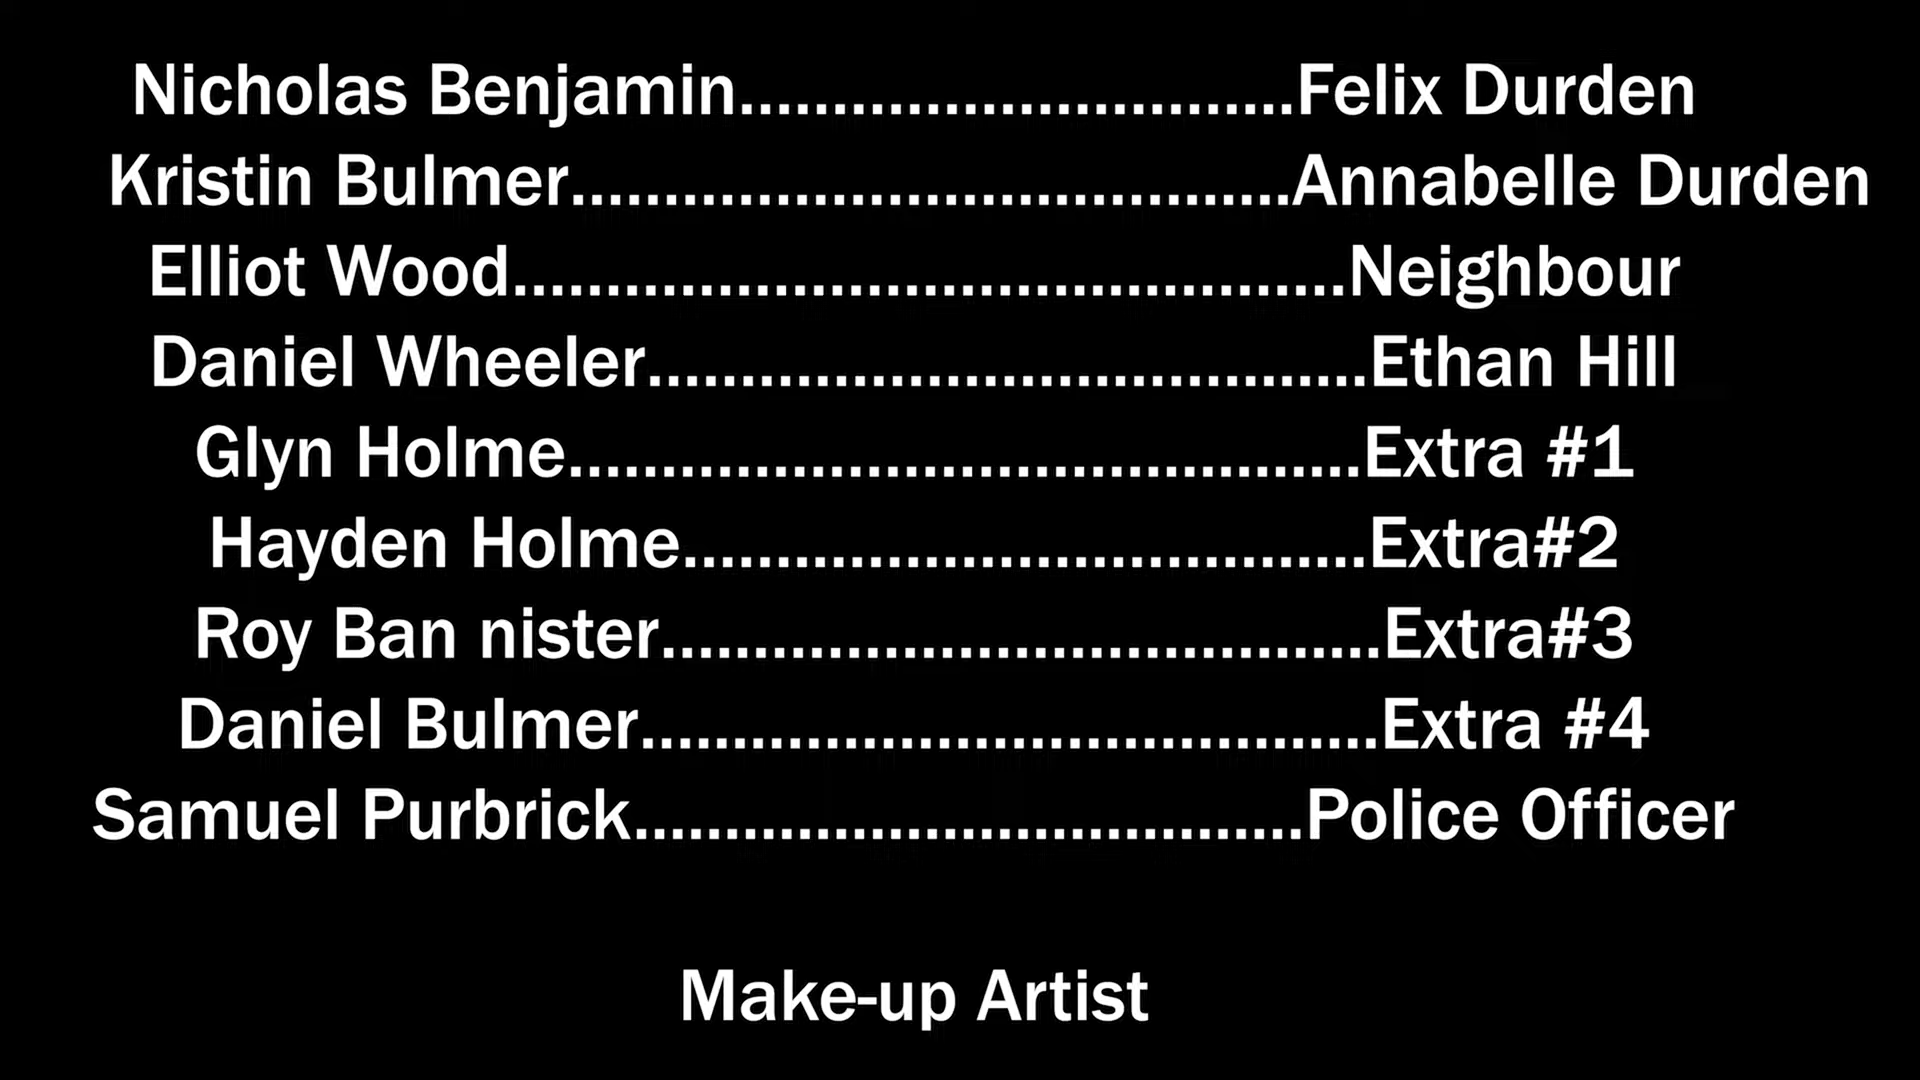 Nicholas Benjamin..............................Felix Durden
Kristin Bulmer.......................................Annabelle Durden
Elliot Wood.............................................Neighbour
Daniel Wheeler.......................................Ethan Hill
Glyn Holme...........................................Extra #1
Hayden Holme.....................................Extra#2
Roy Ban nister.......................................Extra#3
Daniel Bulmer........................................Extra #4
Samuel Purbrick....................................Police Officer
Make-up Artist